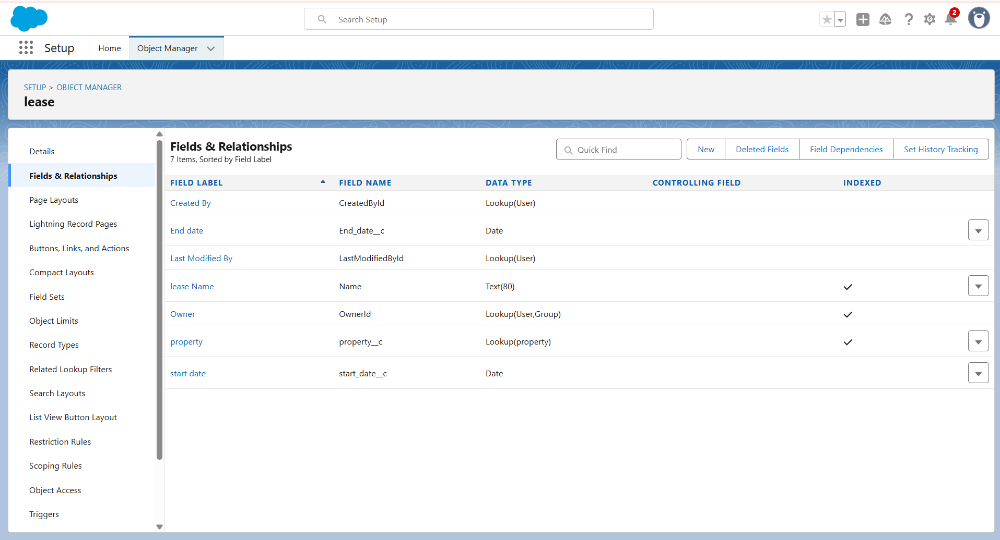 Search Setup
2
Setup
Home
Object Manager
SETUP > OBJECT MANAGER
lease
Details
Fields & Relationships
Page Layouts
Lightning Record Pages
Buttons, Links, and Actions
Compact Layouts
Field Sets
Object Limits
Record Types
Related Lookup Filters
Search Layouts
List View Button Layout
Restriction Rules
Scoping Rules
Object Access
Triggers
Fields & Relationships
7 Items, Sorted by Field Label
Quick Find
New
Deleted Fields
Field Dependencies
Set History Tracking
FIELD LABEL FIELD NAME DATA TYPE CONTROLLING FIELD INDEXED
Created By CreatedById Lookup(User)
End date End_date__c Date
Last Modified By LastModifiedById Lookup(User)
lease Name Name Text(80)
Owner OwnerId Lookup(User,Group)
property property__c Lookup(property)
start date start_date__c Date